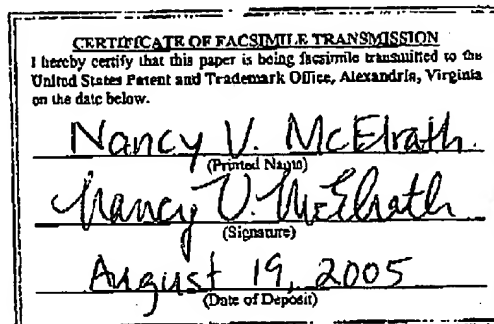 CERTIFICATE OF FACSIMILE TRANSMISSION
I hereby certify that this paper is being facsimile transmitted to the
United States Patent and Trademark Office, Alexandria, Virginia
on the date below.
Nancy V. McElrath
(Printed Name)
Nancy V. McElrath
(Signature)
August 19, 2005
(Date of Deposit)